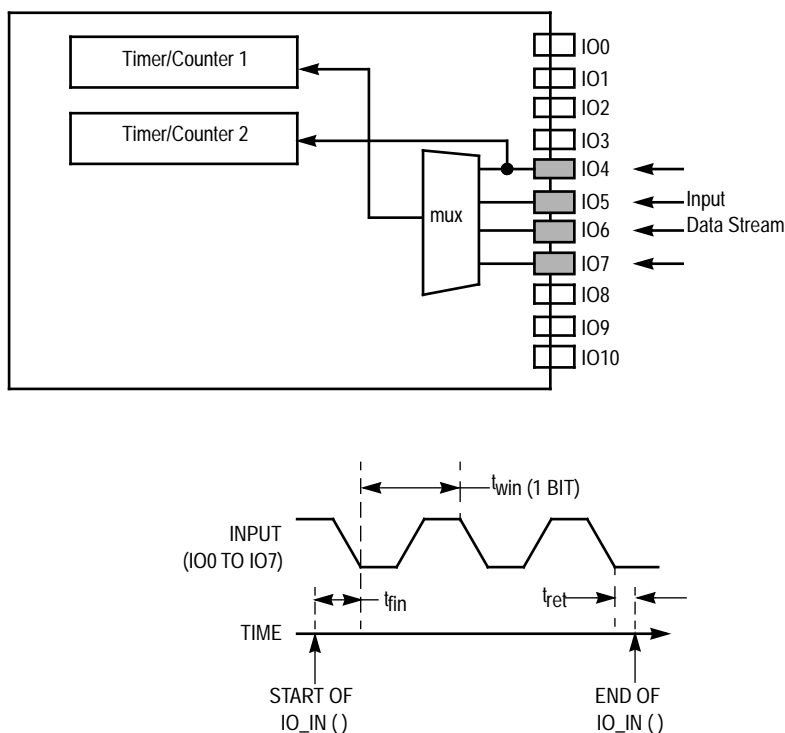 Timer/Counter 1
Timer/Counter 2
mux
IO0
IO1
IO2
IO3
IO4
IO5
IO6
IO7
IO8
IO9
IO10
Input
Data Stream
twin (1 BIT)
INPUT
(IO0 TO IO7)
tfin
tret
TIME
START OF
IO_IN ( )
END OF
IO_IN ( )